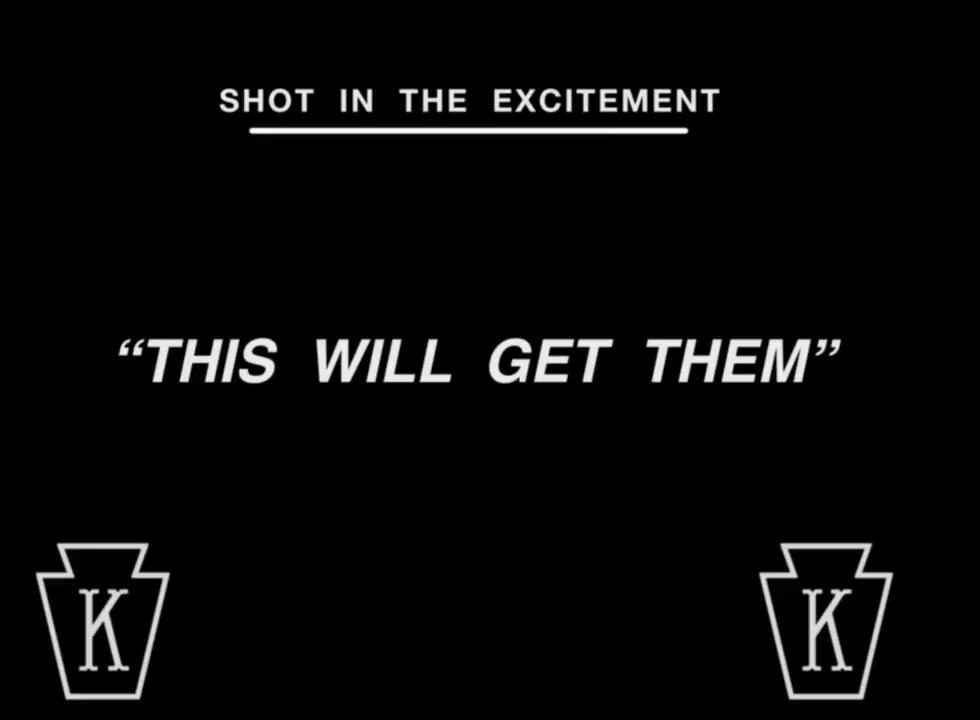 SHOT IN THE EXCITEMENT
“THIS WILL GET THEM”
K K